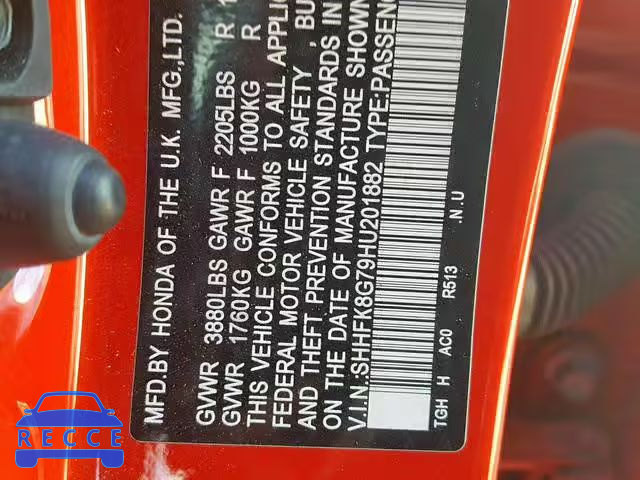 MFD.BY HONDA OF THE U.K. MFG.,LTD.
GVWR 3880LBS GAWR F 2205LBS R
GVWR 1760KG GAWR F 1000KG R
THIS VEHICLE CONFORMS TO ALL APPLIC
FEDERAL MOTOR VEHICLE SAFETY , BU
AND THEFT PREVENTION STANDARDS IN
ON THE DATE OF MANUFACTURE SHOWN
V.I.N.:SHHFK8G79HU201882 TYPE:PASSENG
TGH H AC0 R513 .N.U
RECCE